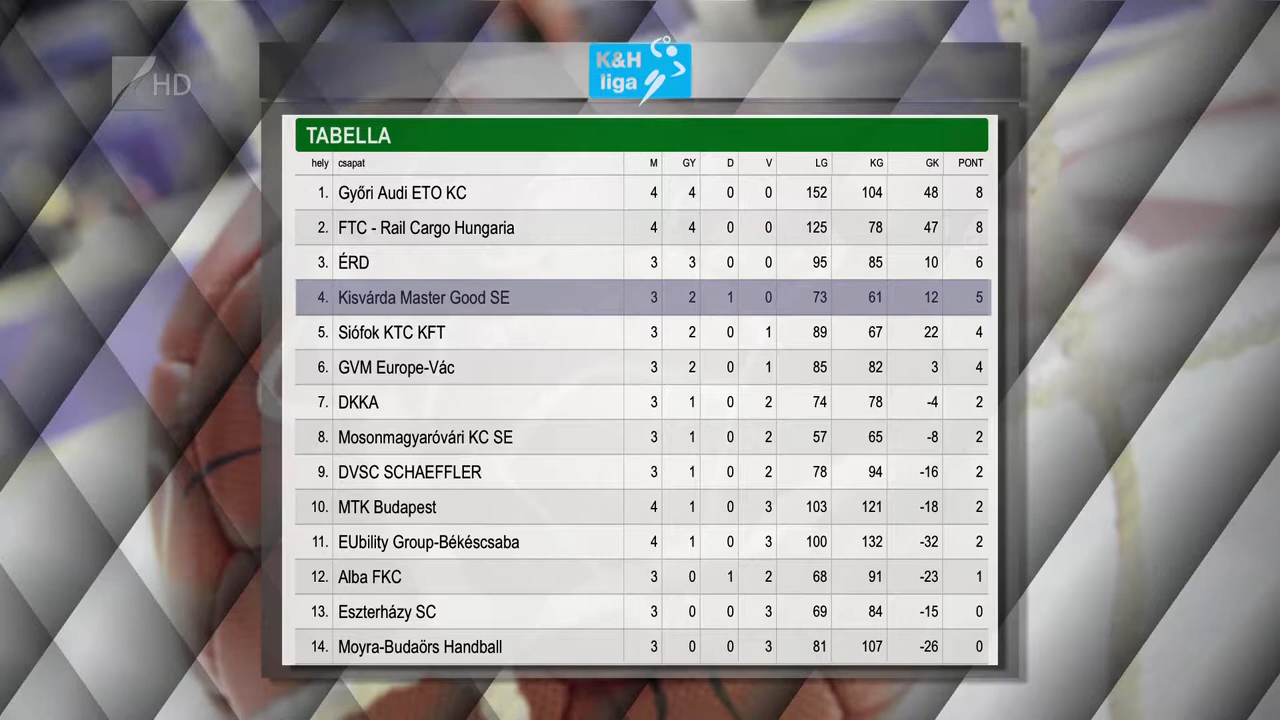 HD
K&H
liga
TABELLA
hely csapat M GY D V LG KG GK PONT
1. Győri Audi ETO KC 4 4 0 0 152 104 48 8
2. FTC - Rail Cargo Hungaria 4 4 0 0 125 78 47 8
3. ÉRD 3 3 0 0 95 85 10 6
4. Kisvárda Master Good SE 3 2 1 0 73 61 12 5
5. Siófok KTC KFT 3 2 0 1 89 67 22 4
6. GVM Europe-Vác 3 2 0 1 85 82 3 4
7. DKKA 3 1 0 2 74 78 -4 2
8. Mosonmagyaróvári KC SE 3 1 0 2 57 65 -8 2
9. DVSC SCHAEFFLER 3 1 0 2 78 94 -16 2
10. MTK Budapest 4 1 0 3 103 121 -18 2
11. EUbility Group-Békéscsaba 4 1 0 3 100 132 -32 2
12. Alba FKC 3 0 1 2 68 91 -23 1
13. Eszterházy SC 3 0 0 3 69 84 -15 0
14. Moyra-Budaörs Handball 3 0 0 3 81 107 -26 0